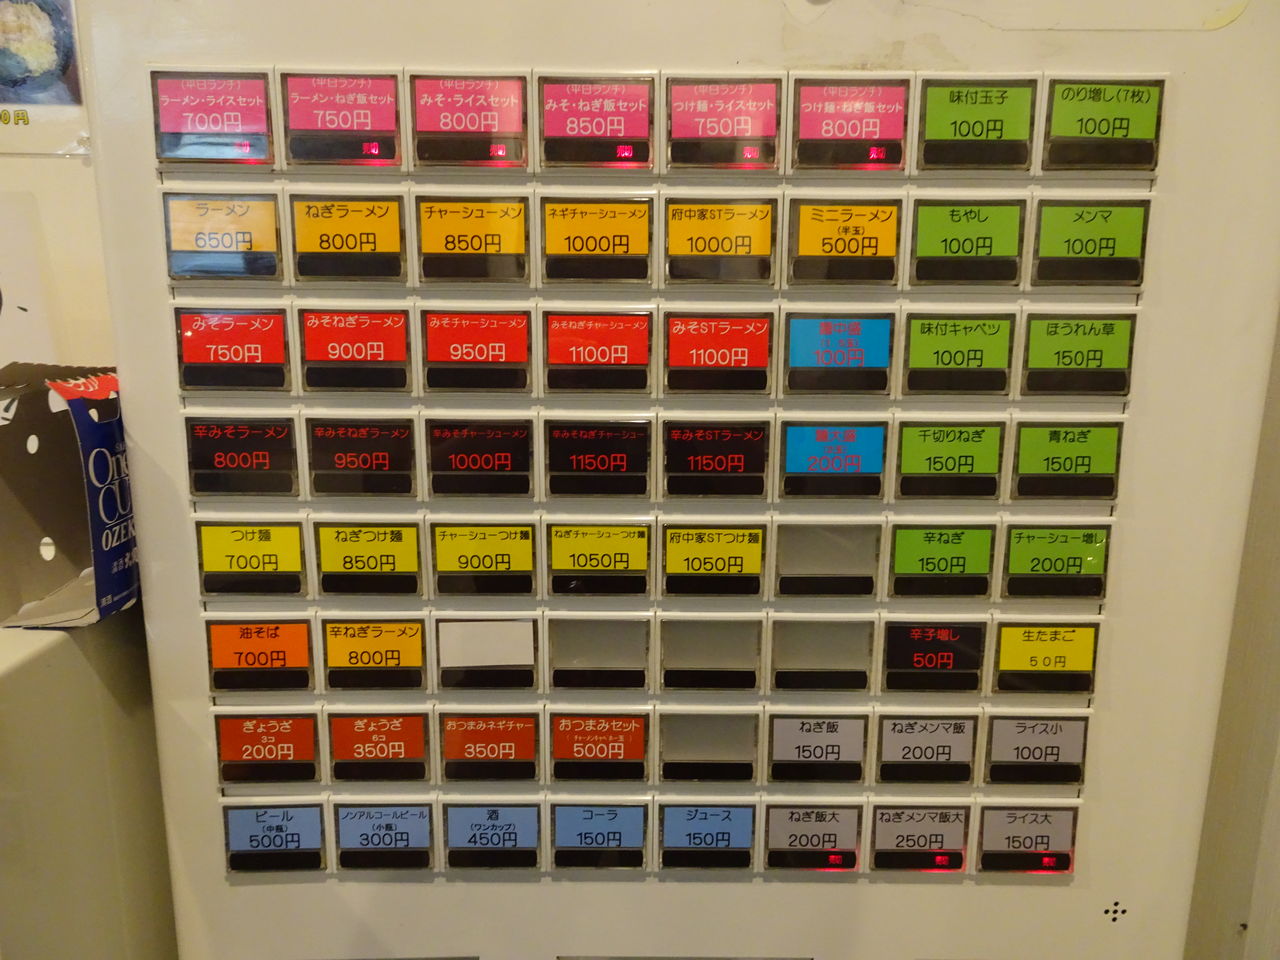 0円
(平日ランチ)
ラーメン・ライスセット
700円
売切
(平日ランチ)
ラーメン・ねぎ飯セット
750円
売切
(平日ランチ)
みそ・ライスセット
800円
売切
(平日ランチ)
みそ・ねぎ飯セット
850円
売切
(平日ランチ)
つけ麺・ライスセット
750円
売切
(平日ランチ)
つけ麺・ねぎ飯セット
800円
売切
味付玉子
100円
のり増し(7枚)
100円
ラーメン
650円
ねぎラーメン
800円
チャーシューメン
850円
ネギチャーシューメン
1000円
府中家STラーメン
1000円
ミニラーメン
(半玉)
500円
もやし
100円
メンマ
100円
みそラーメン
750円
みそねぎラーメン
900円
みそチャーシューメン
950円
みそねぎチャーシューメン
1100円
みそSTラーメン
1100円
麺中盛
100円
味付キャベツ
100円
ほうれん草
150円
辛みそラーメン
800円
辛みそねぎラーメン
950円
辛みそチャーシューメン
1000円
辛みそねぎチャーシュー
1150円
辛みそSTラーメン
1150円
麺大盛
200円
千切りねぎ
150円
青ねぎ
150円
つけ麺
700円
ねぎつけ麺
850円
チャーシューつけ麺
900円
ねぎチャーシューつけ麺
1050円
府中家STつけ麺
1050円
辛ねぎ
150円
チャーシュー増し
200円
油そば
700円
辛ねぎラーメン
800円
辛子増し
50円
生たまご
50円
ぎょうざ
3コ
200円
ぎょうざ
6コ
350円
おつまみネギチャー
350円
おつまみセット
500円
ねぎ飯
150円
ねぎメンマ飯
200円
ライス小
100円
ビール
(中瓶)
500円
ノンアルコールビール
(小瓶)
300円
酒
(ワンカップ)
450円
コーラ
150円
ジュース
150円
ねぎ飯大
200円
売切
ねぎメンマ飯大
250円
売切
ライス大
150円
売切
OZEK